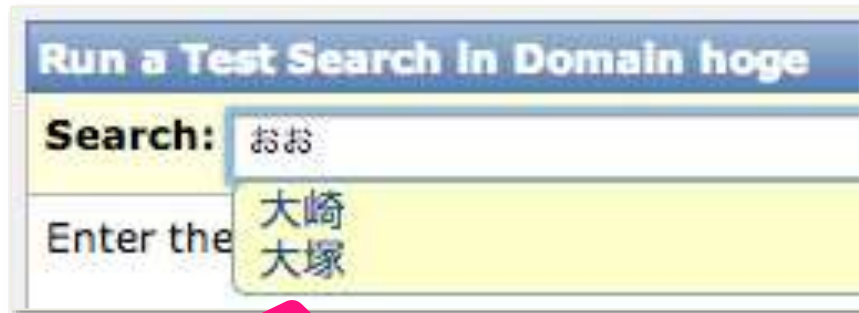 Run a Test Search in Domain hoge
Search: おお
大崎
Enter the
大塚